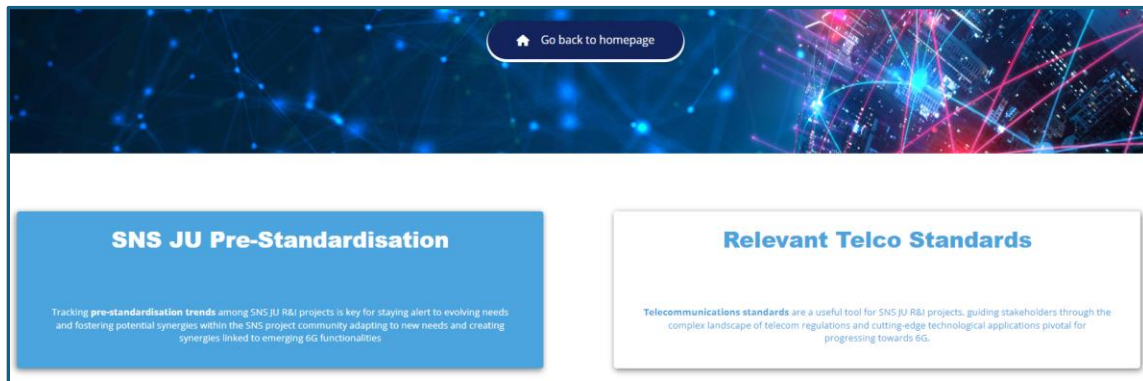 Go back to homepage
SNS JU Pre-Standardisation
Tracking pre-standardisation trends among SNS JU R&I projects is key for staying alert to evolving needs
and fostering potential synergies within the SNS project community adapting to new needs and creating
synergies linked to emerging 6G functionalities
Relevant Telco Standards
Telecommunications standards are a useful tool for SNS JU R&I projects, guiding stakeholders through the
complex landscape of telecom regulations and cutting-edge technological applications pivotal for
progressing towards 6G.